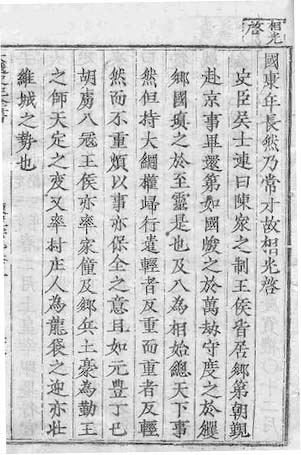 相光
啓
國東年長然乃常才故相光啓
史臣吳士連曰陳家之制王侯皆居鄉第朝覲
赴京事畢還第如國峻之於萬劫守度之於
鄉國瑱之於至靈是也及入為相始總天下事
然但持大綱權歸行遣輕者反重而重者反輕
然而不重煩以事亦保全之意且如元豐丁巳
胡虜入冦王侯亦率家僮及鄉兵土豪為勤王
之師天定之变又率村庄人為龍袞之迎亦壯
維城之勢也